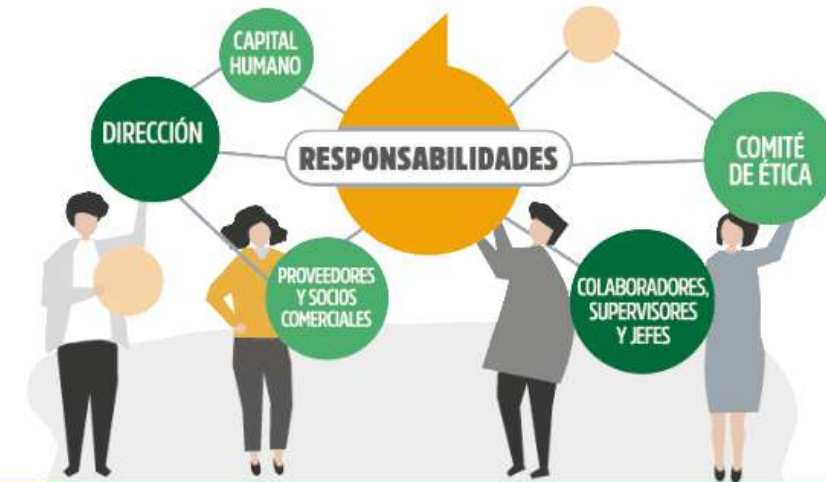 CAPITAL
HUMANO
DIRECCIÓN
RESPONSABILIDADES
COMITÉ
DE ÉTICA
PROVEEDORES
Y SOCIOS
COMERCIALES
COLABORADORES,
SUPERVISORES
Y JEFES